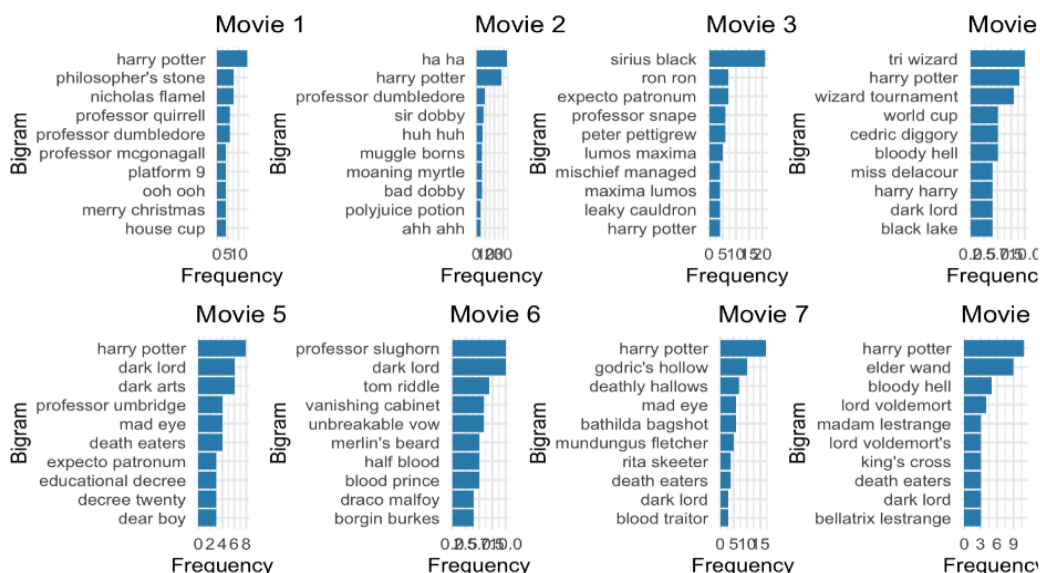 Movie 1
Bigram
harry potter
philosopher's stone
nicholas flamel
professor quirrell
professor dumbledore
professor mcgonagall
platform 9
ooh ooh
merry christmas
house cup
0 5 10
Frequency
Movie 2
Bigram
ha ha
harry potter
professor dumbledore
sir dobby
huh huh
muggle borns
moaning myrtle
bad dobby
polyjuice potion
ahh ahh
Frequency
Movie 3
Bigram
sirius black
ron ron
expecto patronum
professor snape
peter pettigrew
lumos maxima
mischief managed
maxima lumos
leaky cauldron
harry potter
0 5 10 15 20
Frequency
Movie
Bigram
tri wizard
harry potter
wizard tournament
world cup
cedric diggory
bloody hell
miss delacour
harry harry
dark lord
black lake
Frequency
Movie 5
Bigram
harry potter
dark lord
dark arts
professor umbridge
mad eye
death eaters
expecto patronum
educational decree
decree twenty
dear boy
0 2 4 6 8
Frequency
Movie 6
Bigram
professor slughorn
dark lord
tom riddle
vanishing cabinet
unbreakable vow
merlin's beard
half blood
blood prince
draco malfoy
borgin burkes
Frequency
Movie 7
Bigram
harry potter
godric's hollow
deathly hallows
mad eye
bathilda bagshot
mundungus fletcher
rita skeeter
death eaters
dark lord
blood traitor
0 5 10 15
Frequency
Movie
Bigram
harry potter
elder wand
bloody hell
lord voldemort
madam lestrange
lord voldemort's
king's cross
death eaters
dark lord
bellatrix lestrange
0 3 6 9
Frequency